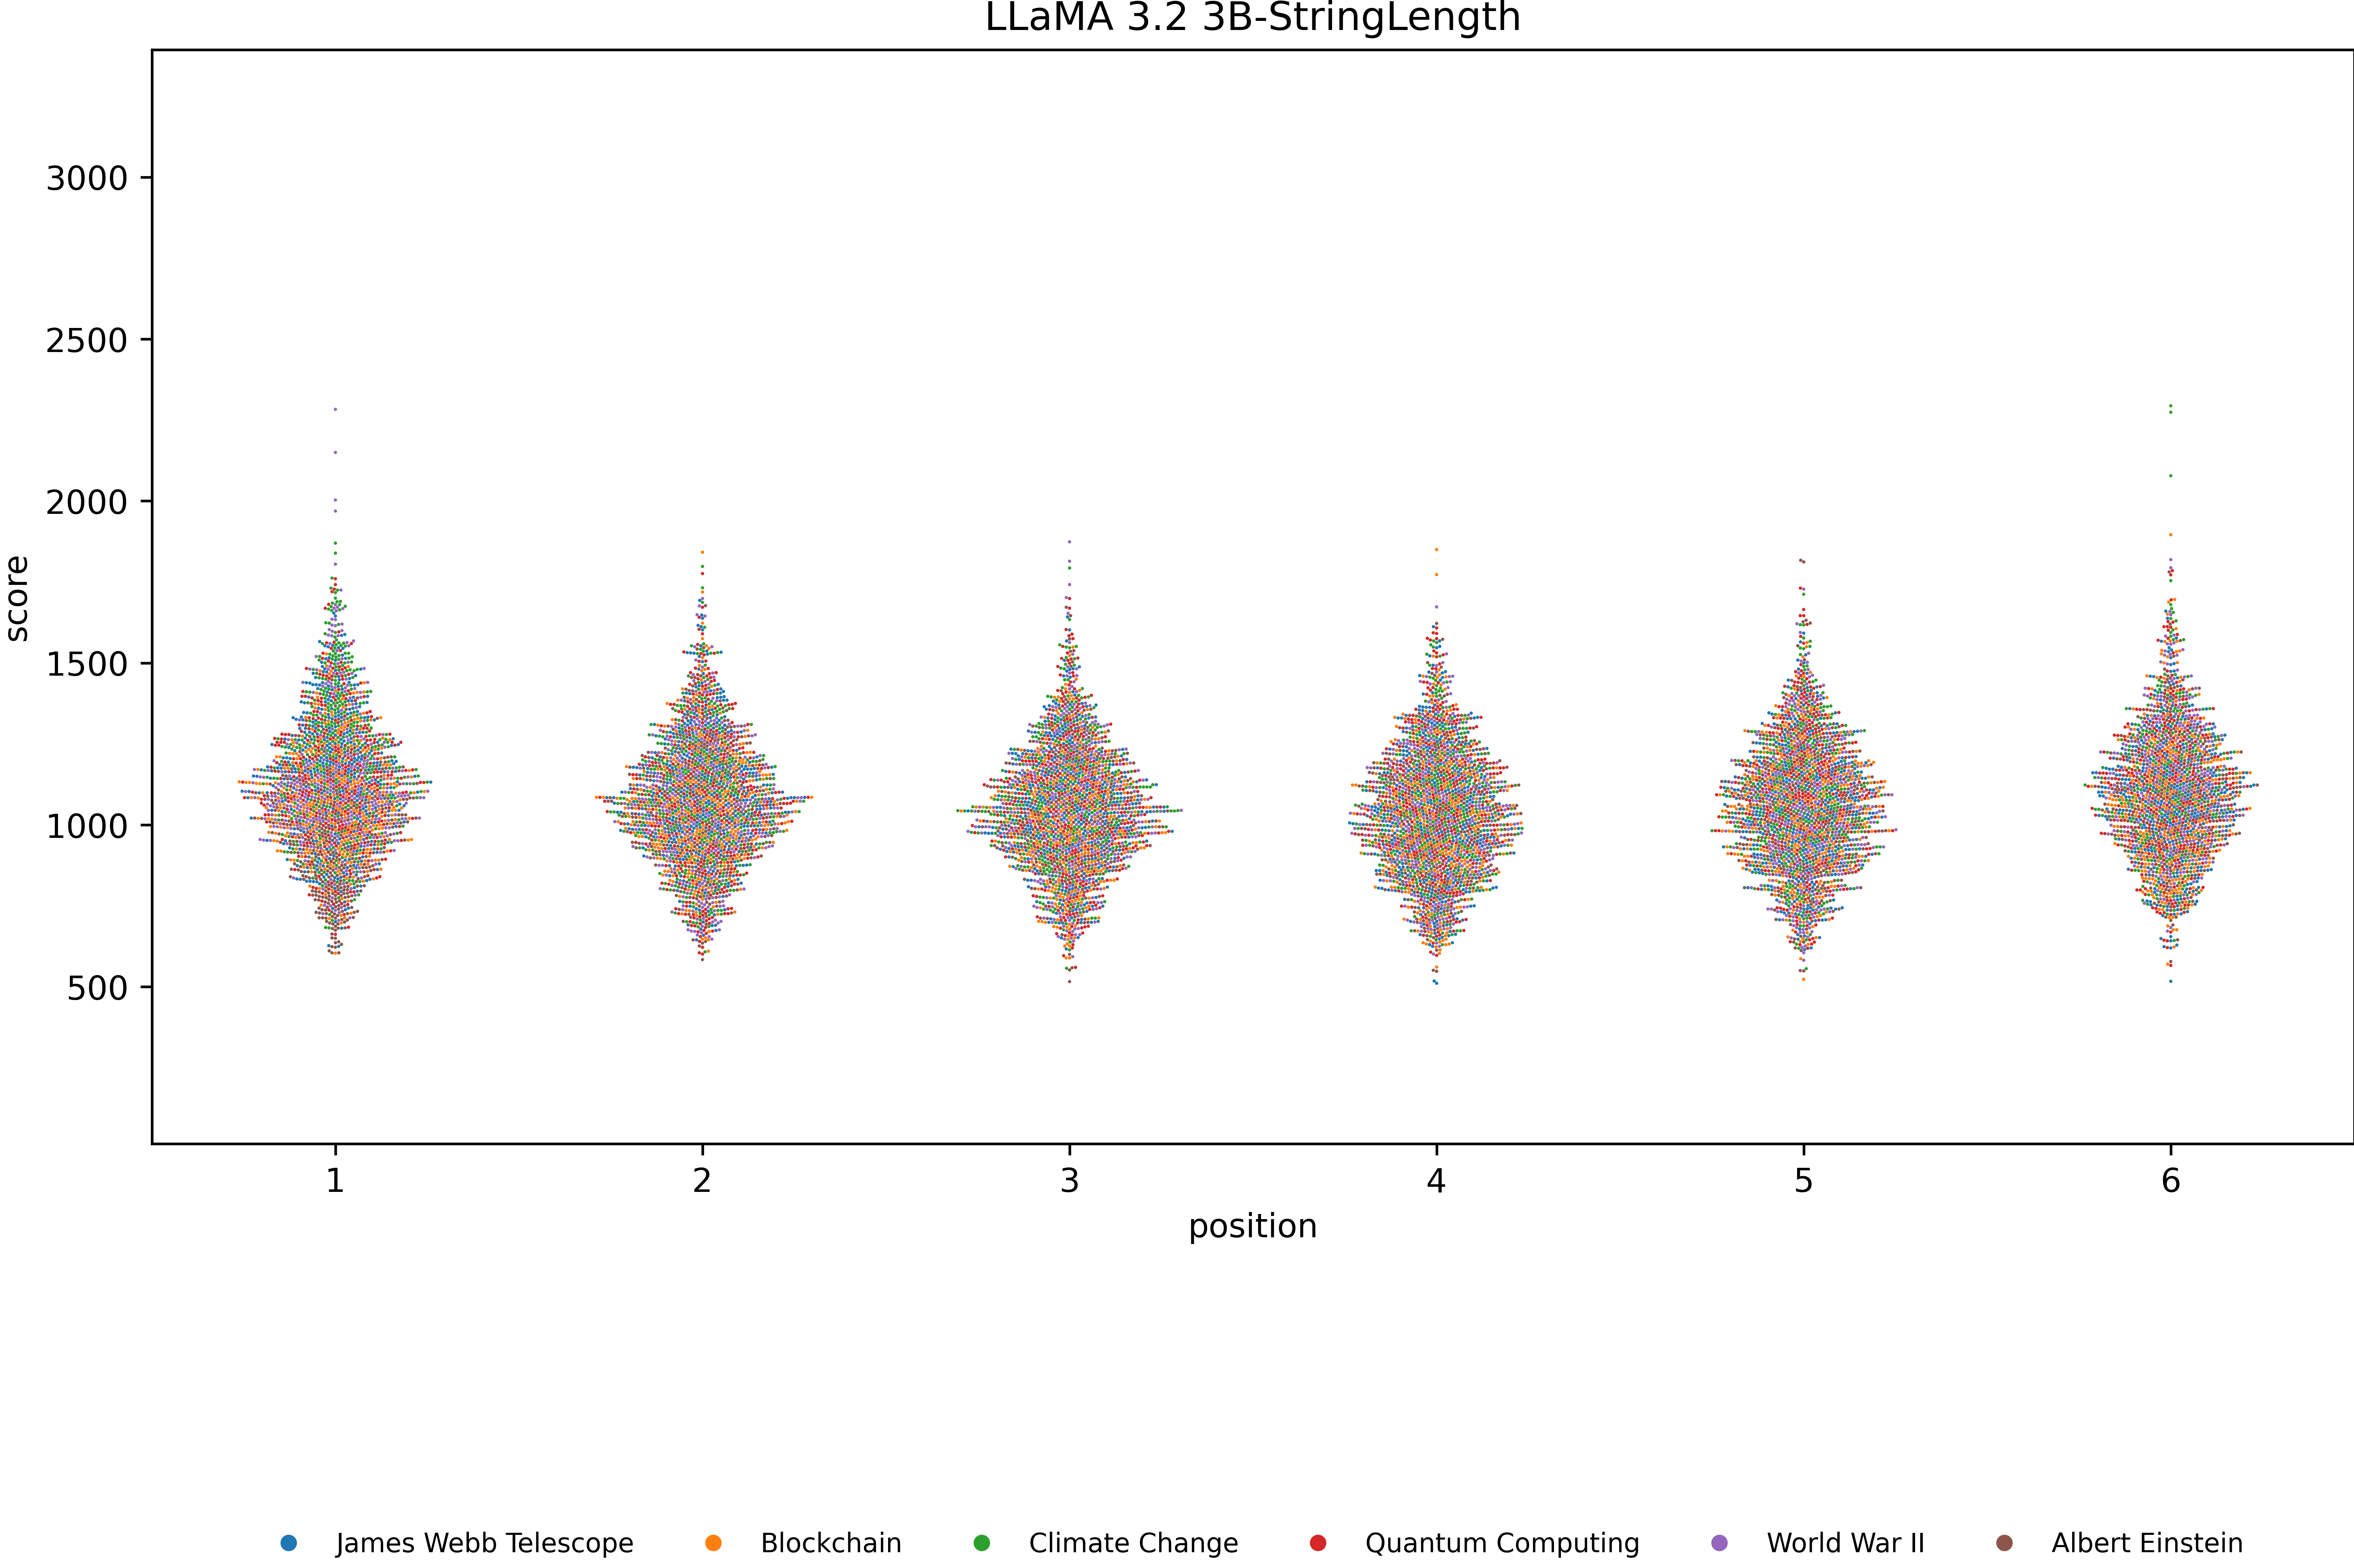 LLaMA 3.2 3B-StringLength
3000
2500
2000
1500
1000
500
score
1 2 3 4 5 6
position
James Webb Telescope Blockchain Climate Change Quantum Computing World War II Albert Einstein